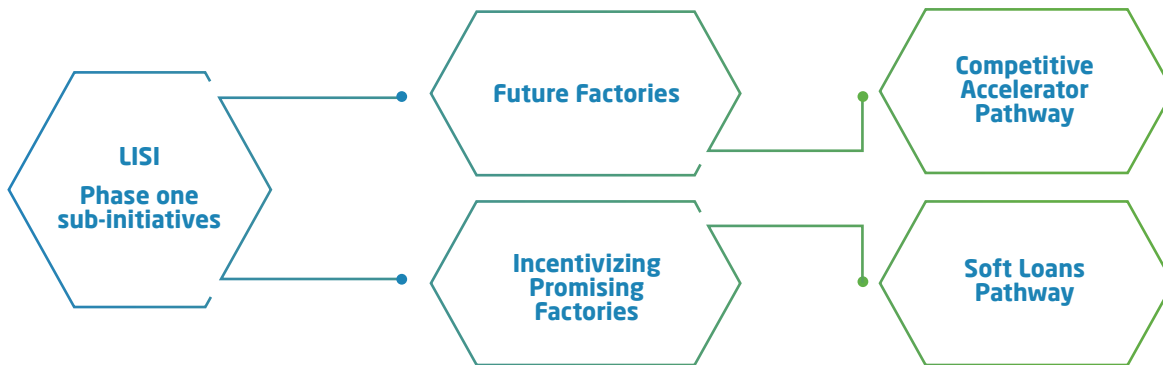 LISI
Phase one
sub-initiatives
Future Factories
Incentivizing
Promising
Factories
Competitive
Accelerator
Pathway
Soft Loans
Pathway